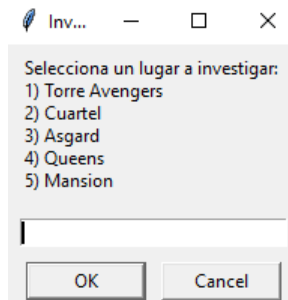 Inv...
Selecciona un lugar a investigar:
1) Torre Avengers
2) Cuartel
3) Asgard
4) Queens
5) Mansion
OK Cancel